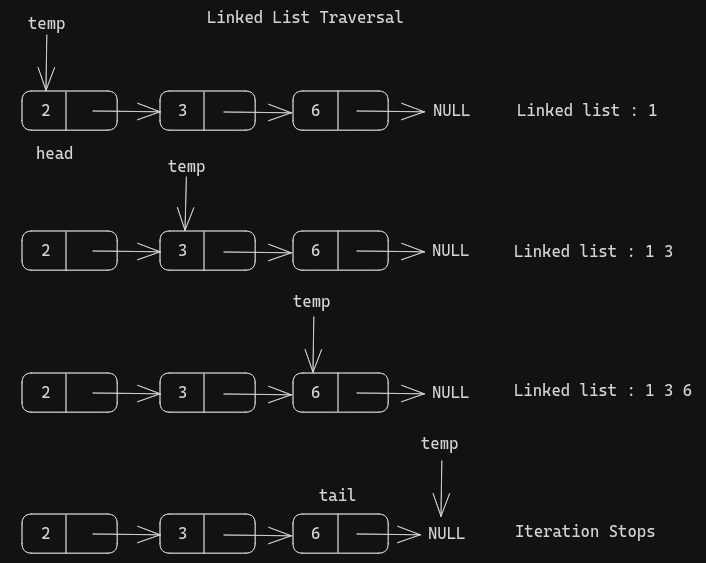 Linked List Traversal
temp
2 3 6 NULL Linked list : 1
head
temp
2 3 6 NULL Linked list : 1 3
temp
2 3 6 NULL Linked list : 1 3 6
temp
tail
2 3 6 NULL Iteration Stops